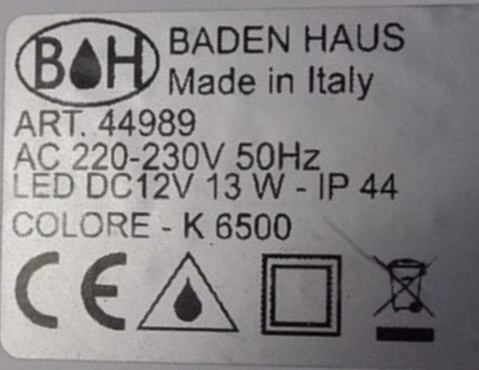 B H BADEN HAUS
Made in Italy
ART. 44989
AC 220-230V 50Hz
LED DC12V 13 W - IP 44
COLORE - K 6500
CE